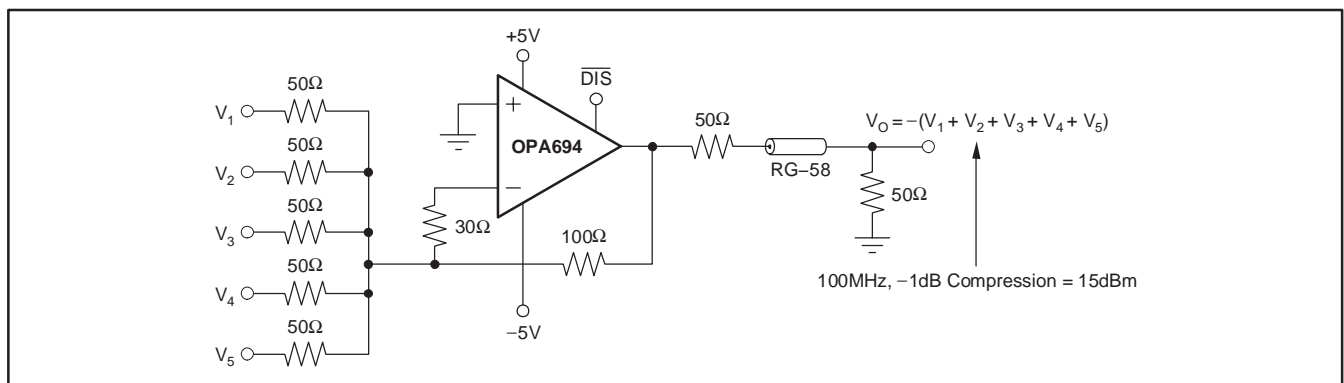 +5V
DIS
50Ω
V1
50Ω
V2
50Ω
V3
50Ω
V4
50Ω
V5
+
−
OPA694
30Ω
100Ω
−5V
50Ω
RG−58
VO = −(V1 + V2 + V3 + V4 + V5)
50Ω
100MHz, −1dB Compression = 15dBm